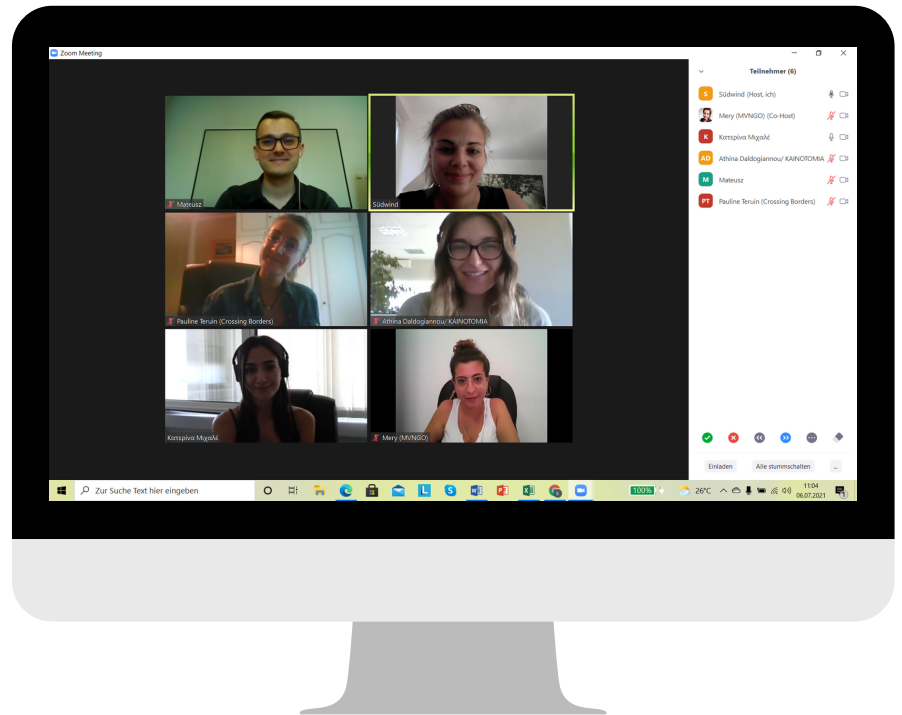 Zoom Meeting
Mateusz
Südwind
Pauline Teruin (Crossing Borders)
Athina Daldogiannou/ KAINOTOMIA
Κατερίνα Μιχαλέ
Mery (MVNGO)
Teilnehmer (6)
S Südwind (Host, ich)
Mery (MVNGO) (Co-Host)
K Κατερίνα Μιχαλέ
AD Athina Daldogiannou/ KAINOTOMIA
M Mateusz
PT Pauline Teruin (Crossing Borders)
Einladen Alle stummschalten ...
Zur Suche Text hier eingeben
L S W P X
100%
26°C
11:04
06.07.2021